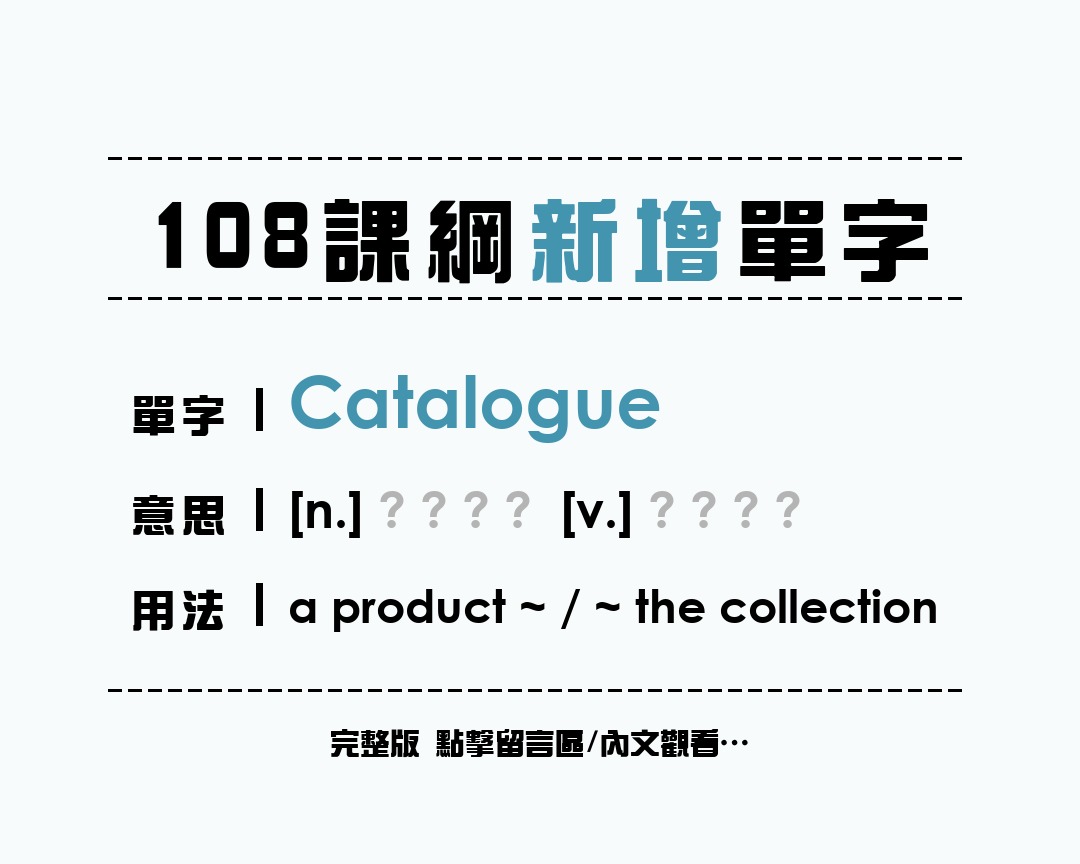 108課綱新增單字
單字 | Catalogue
意思 | [n.] ？？？？ [v.] ？？？？
用法 | a product ~ / ~ the collection
完整版 點擊留言區/內文觀看…